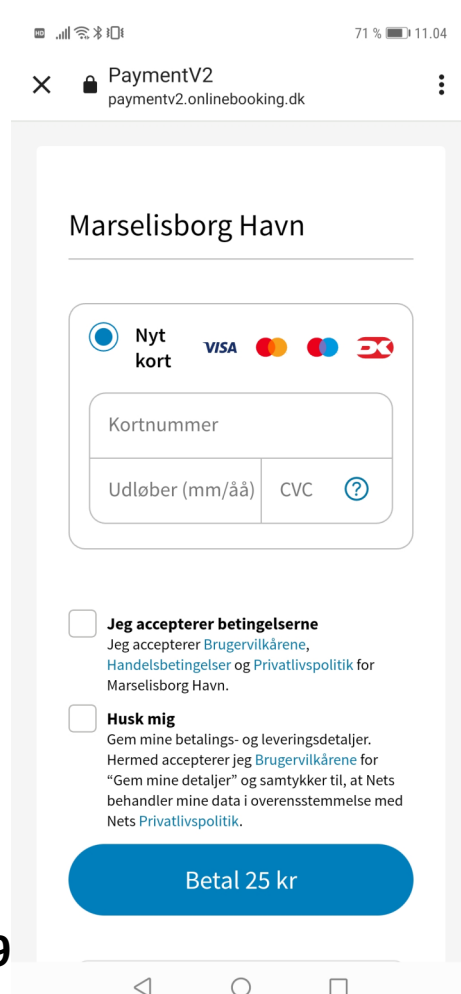 HD 71 % 11.04
PaymentV2
paymentv2.onlinebooking.dk
Marselisborg Havn
Nyt
kort
VISA
Kortnummer
Udløber (mm/åå) CVC ?
Jeg accepterer betingelserne
Jeg accepterer Brugervilkårene,
Handelsbetingelser og Privatlivspolitik for
Marselisborg Havn.
Husk mig
Gem mine betalings- og leveringsdetaljer.
Hermed accepterer jeg Brugervilkårene for
“Gem mine detaljer” og samtykker til, at Nets
behandler mine data i overensstemmelse med
Nets Privatlivspolitik.
Betal 25 kr
9